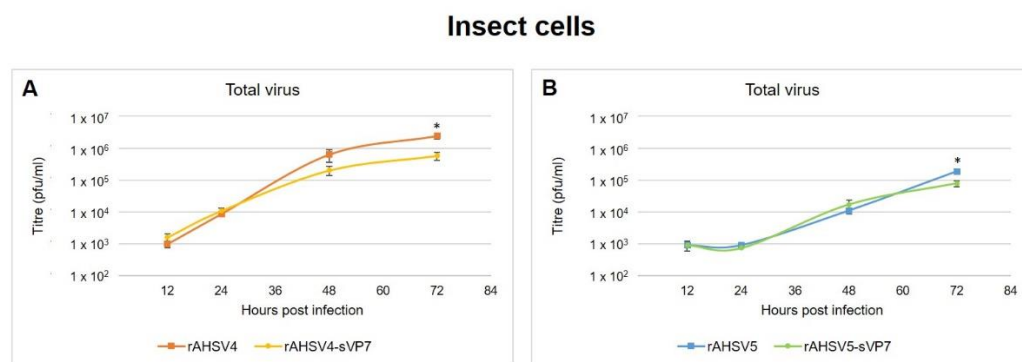 Insect cells
A
Total virus
*
1 x 10⁷
1 x 10⁶
1 x 10⁵
1 x 10⁴
1 x 10³
1 x 10²
Titre (pfu/ml)
12 24 36 48 60 72 84
Hours post infection
rAHSV4 rAHSV4-sVP7
B
Total virus
*
1 x 10⁷
1 x 10⁶
1 x 10⁵
1 x 10⁴
1 x 10³
1 x 10²
Titre (pfu/ml)
12 24 36 48 60 72 84
Hours post infection
rAHSV5 rAHSV5-sVP7